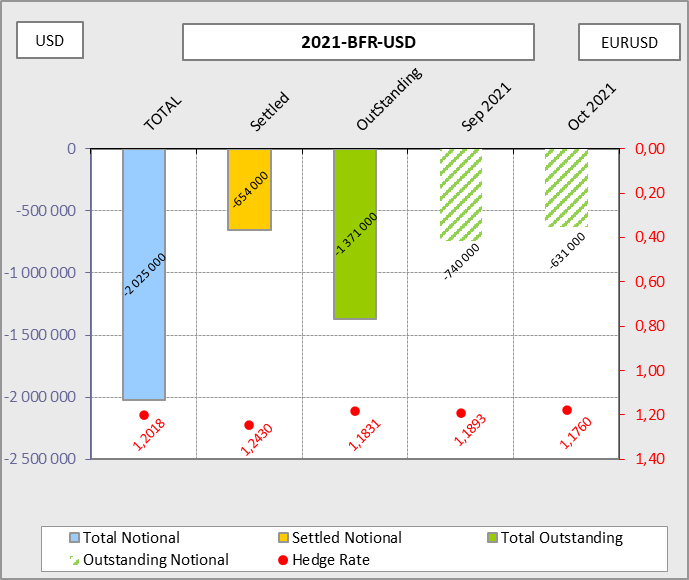 USD
2021-BFR-USD
EURUSD
TOTAL
Settled
OutStanding
Sep 2021
Oct 2021
0
-500 000
-1 000 000
-1 500 000
-2 000 000
-2 500 000
0,00
0,20
0,40
0,60
0,80
1,00
1,20
1,40
-2 025 000
-654 000
-1 371 000
-740 000
-631 000
1,2018
1,2430
1,1831
1,1893
1,1760
Total Notional
Settled Notional
Total Outstanding
Outstanding Notional
Hedge Rate